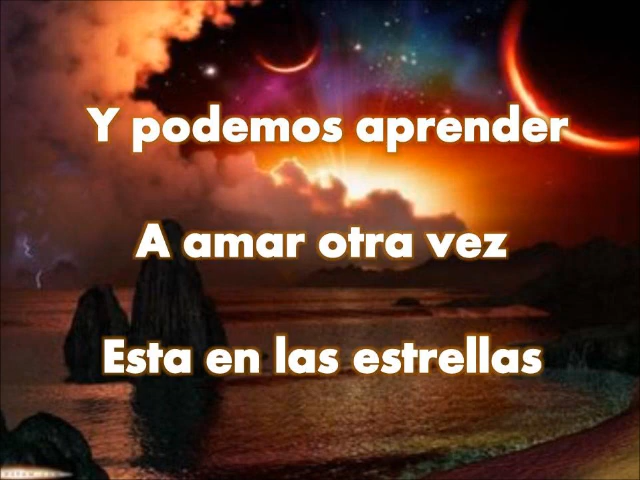 Y podemos aprender
A amar otra vez
Esta en las estrellas